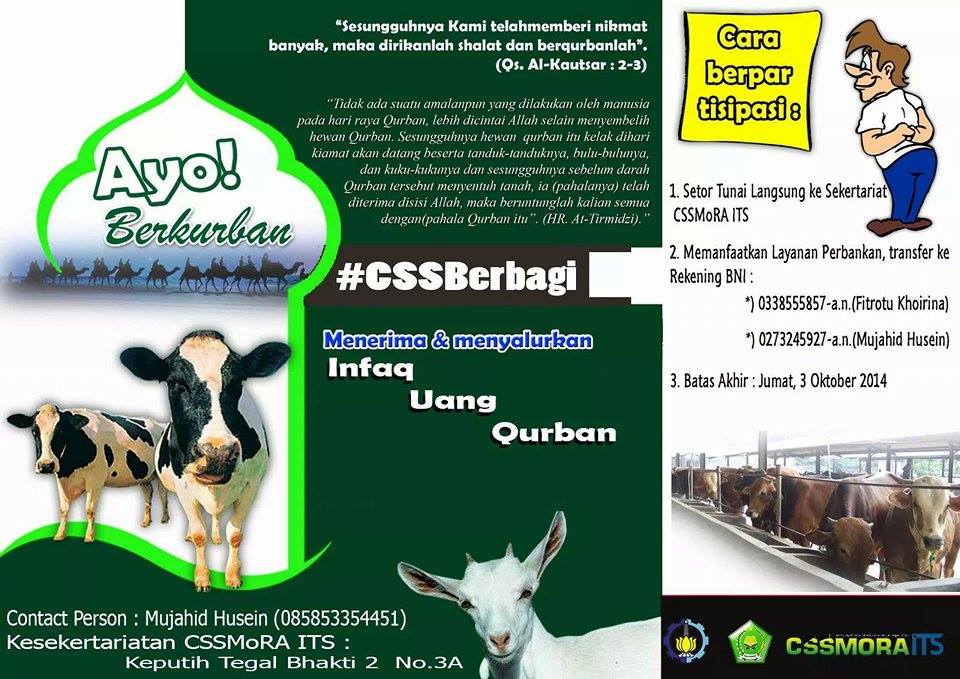 Ayo!
Berkurban
Contact Person : Mujahid Husein (085853354451)
Kesekertariatan CSSMoRA ITS :
Keputih Tegal Bhakti 2 No.3A
“Sesungguhnya Kami telahmemberi nikmat
banyak, maka dirikanlah shalat dan berqurbanlah”.
(Qs. Al-Kautsar : 2-3)
“Tidak ada suatu amalanpun yang dilakukan oleh manusia
pada hari raya Qurban, lebih dicintai Allah selain menyembelih
hewan Qurban. Sesungguhnya hewan qurban itu kelak dihari
kiamat akan datang beserta tanduk-tanduknya, bulu-bulunya,
dan kuku-kukunya dan sesungguhnya sebelum darah
Qurban tersebut menyentuh tanah, ia (pahalanya) telah
diterima disisi Allah, maka beruntunglah kalian semua
dengan(pahala Qurban itu”. (HR. At-Tirmidzi).”
#CSSBerbagi
Menerima & menyalurkan
Infaq
Uang
Qurban
Cara
berpar
tisipasi :
1. Setor Tunai Langsung ke Sekertariat
CSSMoRA ITS
2. Memanfaatkan Layanan Perbankan, transfer ke
Rekening BNI :
*) 0338555857-a.n.(Fitrotu Khoirina)
*) 0273245927-a.n.(Mujahid Husein)
3. Batas Akhir : Jumat, 3 Oktober 2014
CSSMORAITS